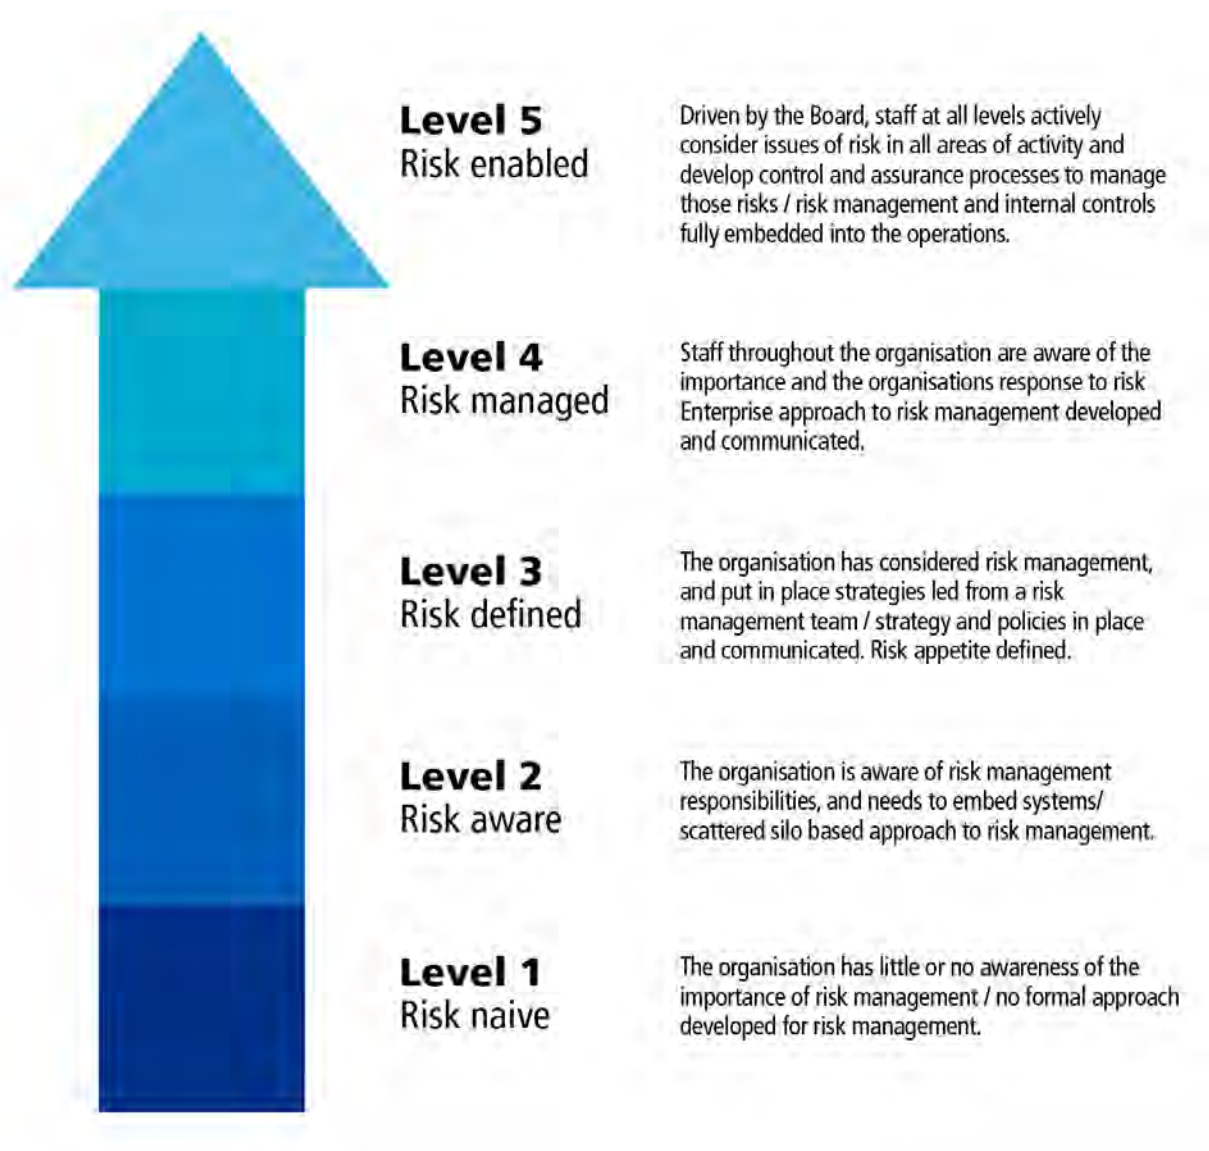 Level 5
Risk enabled
Driven by the Board, staff at all levels actively
consider issues of risk in all areas of activity and
develop control and assurance processes to manage
those risks / risk management and internal controls
fully embedded into the operations.
Level 4
Risk managed
Staff throughout the organisation are aware of the
importance and the organisations response to risk
Enterprise approach to risk management developed
and communicated.
Level 3
Risk defined
The organisation has considered risk management,
and put in place strategies led from a risk
management team / strategy and policies in place
and communicated. Risk appetite defined.
Level 2
Risk aware
The organisation is aware of risk management
responsibilities, and needs to embed systems/
scattered silo based approach to risk management.
Level 1
Risk naive
The organisation has little or no awareness of the
importance of risk management / no formal approach
developed for risk management.